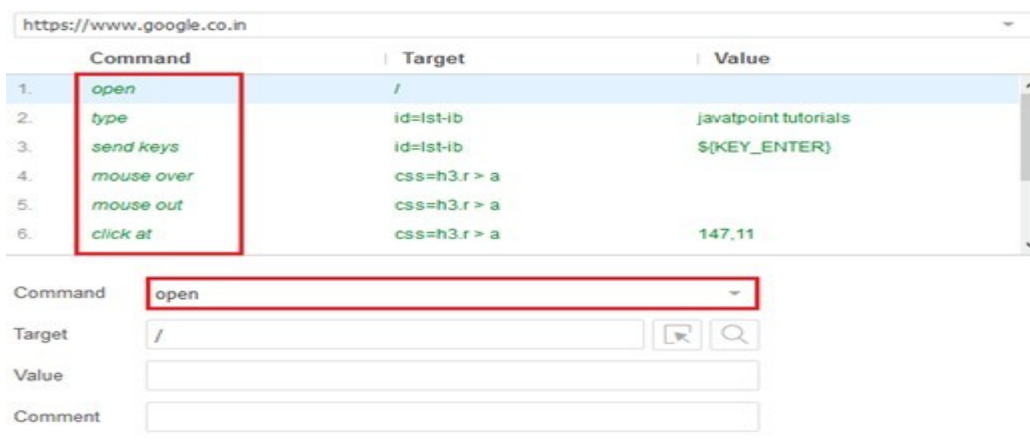 https://www.google.co.in
Command Target Value
1. open /
2. type id=lst-ib javatpoint tutorials
3. send keys id=lst-ib ${KEY_ENTER}
4. mouse over css=h3.r > a
5. mouse out css=h3.r > a
6. click at css=h3.r > a 147,11
Command open
Target /
Value
Comment